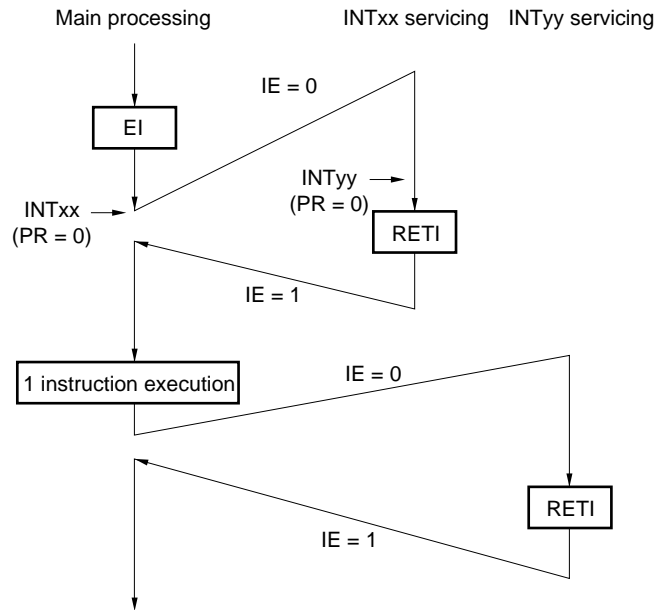 Main processing
INTxx servicing
INTyy servicing
IE = 0
EI
INTyy
(PR = 0)
INTxx
(PR = 0)
RETI
IE = 1
1 instruction execution
IE = 0
RETI
IE = 1